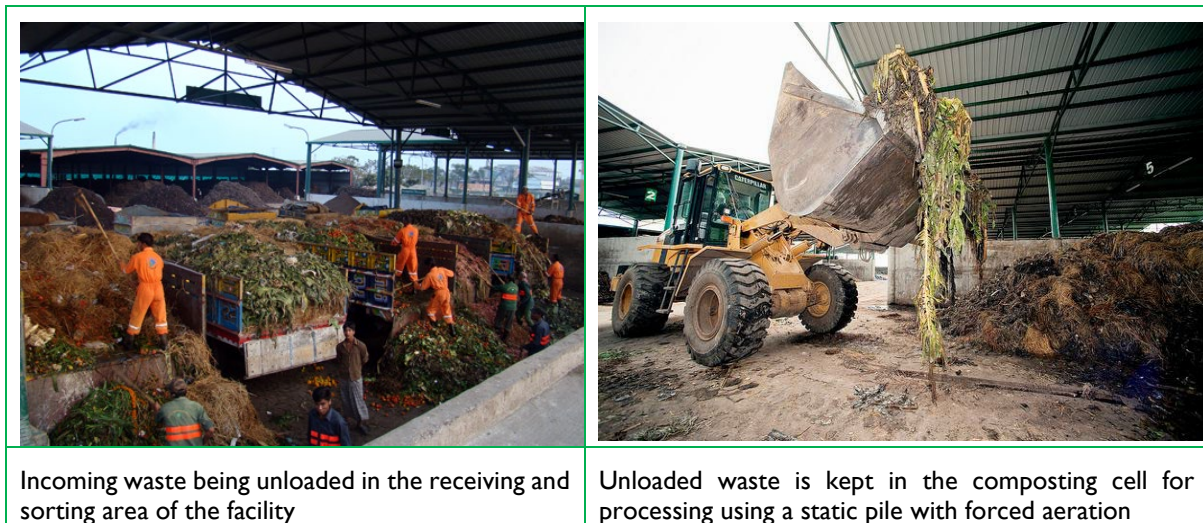 CATERPILLAR
2
5
Incoming waste being unloaded in the receiving and
sorting area of the facility
Unloaded waste is kept in the composting cell for
processing using a static pile with forced aeration